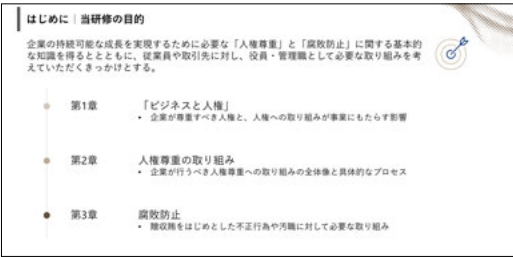 はじめに｜当研修の目的
企業の持続可能な成長を実現するために必要な「人権尊重」と「腐敗防止」に関する基本的
な知識を得るとともに、従業員や取引先に対し、役員・管理職として必要な取り組みを考
えていただくきっかけとする。
第1章 「ビジネスと人権」
• 企業が尊重すべき人権と、人権への取り組みが事業にもたらす影響
第2章 人権尊重の取り組み
• 企業が行うべき人権尊重への取り組みの全体像と具体的なプロセス
第3章 腐敗防止
• 贈収賄をはじめとした不正行為や汚職に対して必要な取り組み